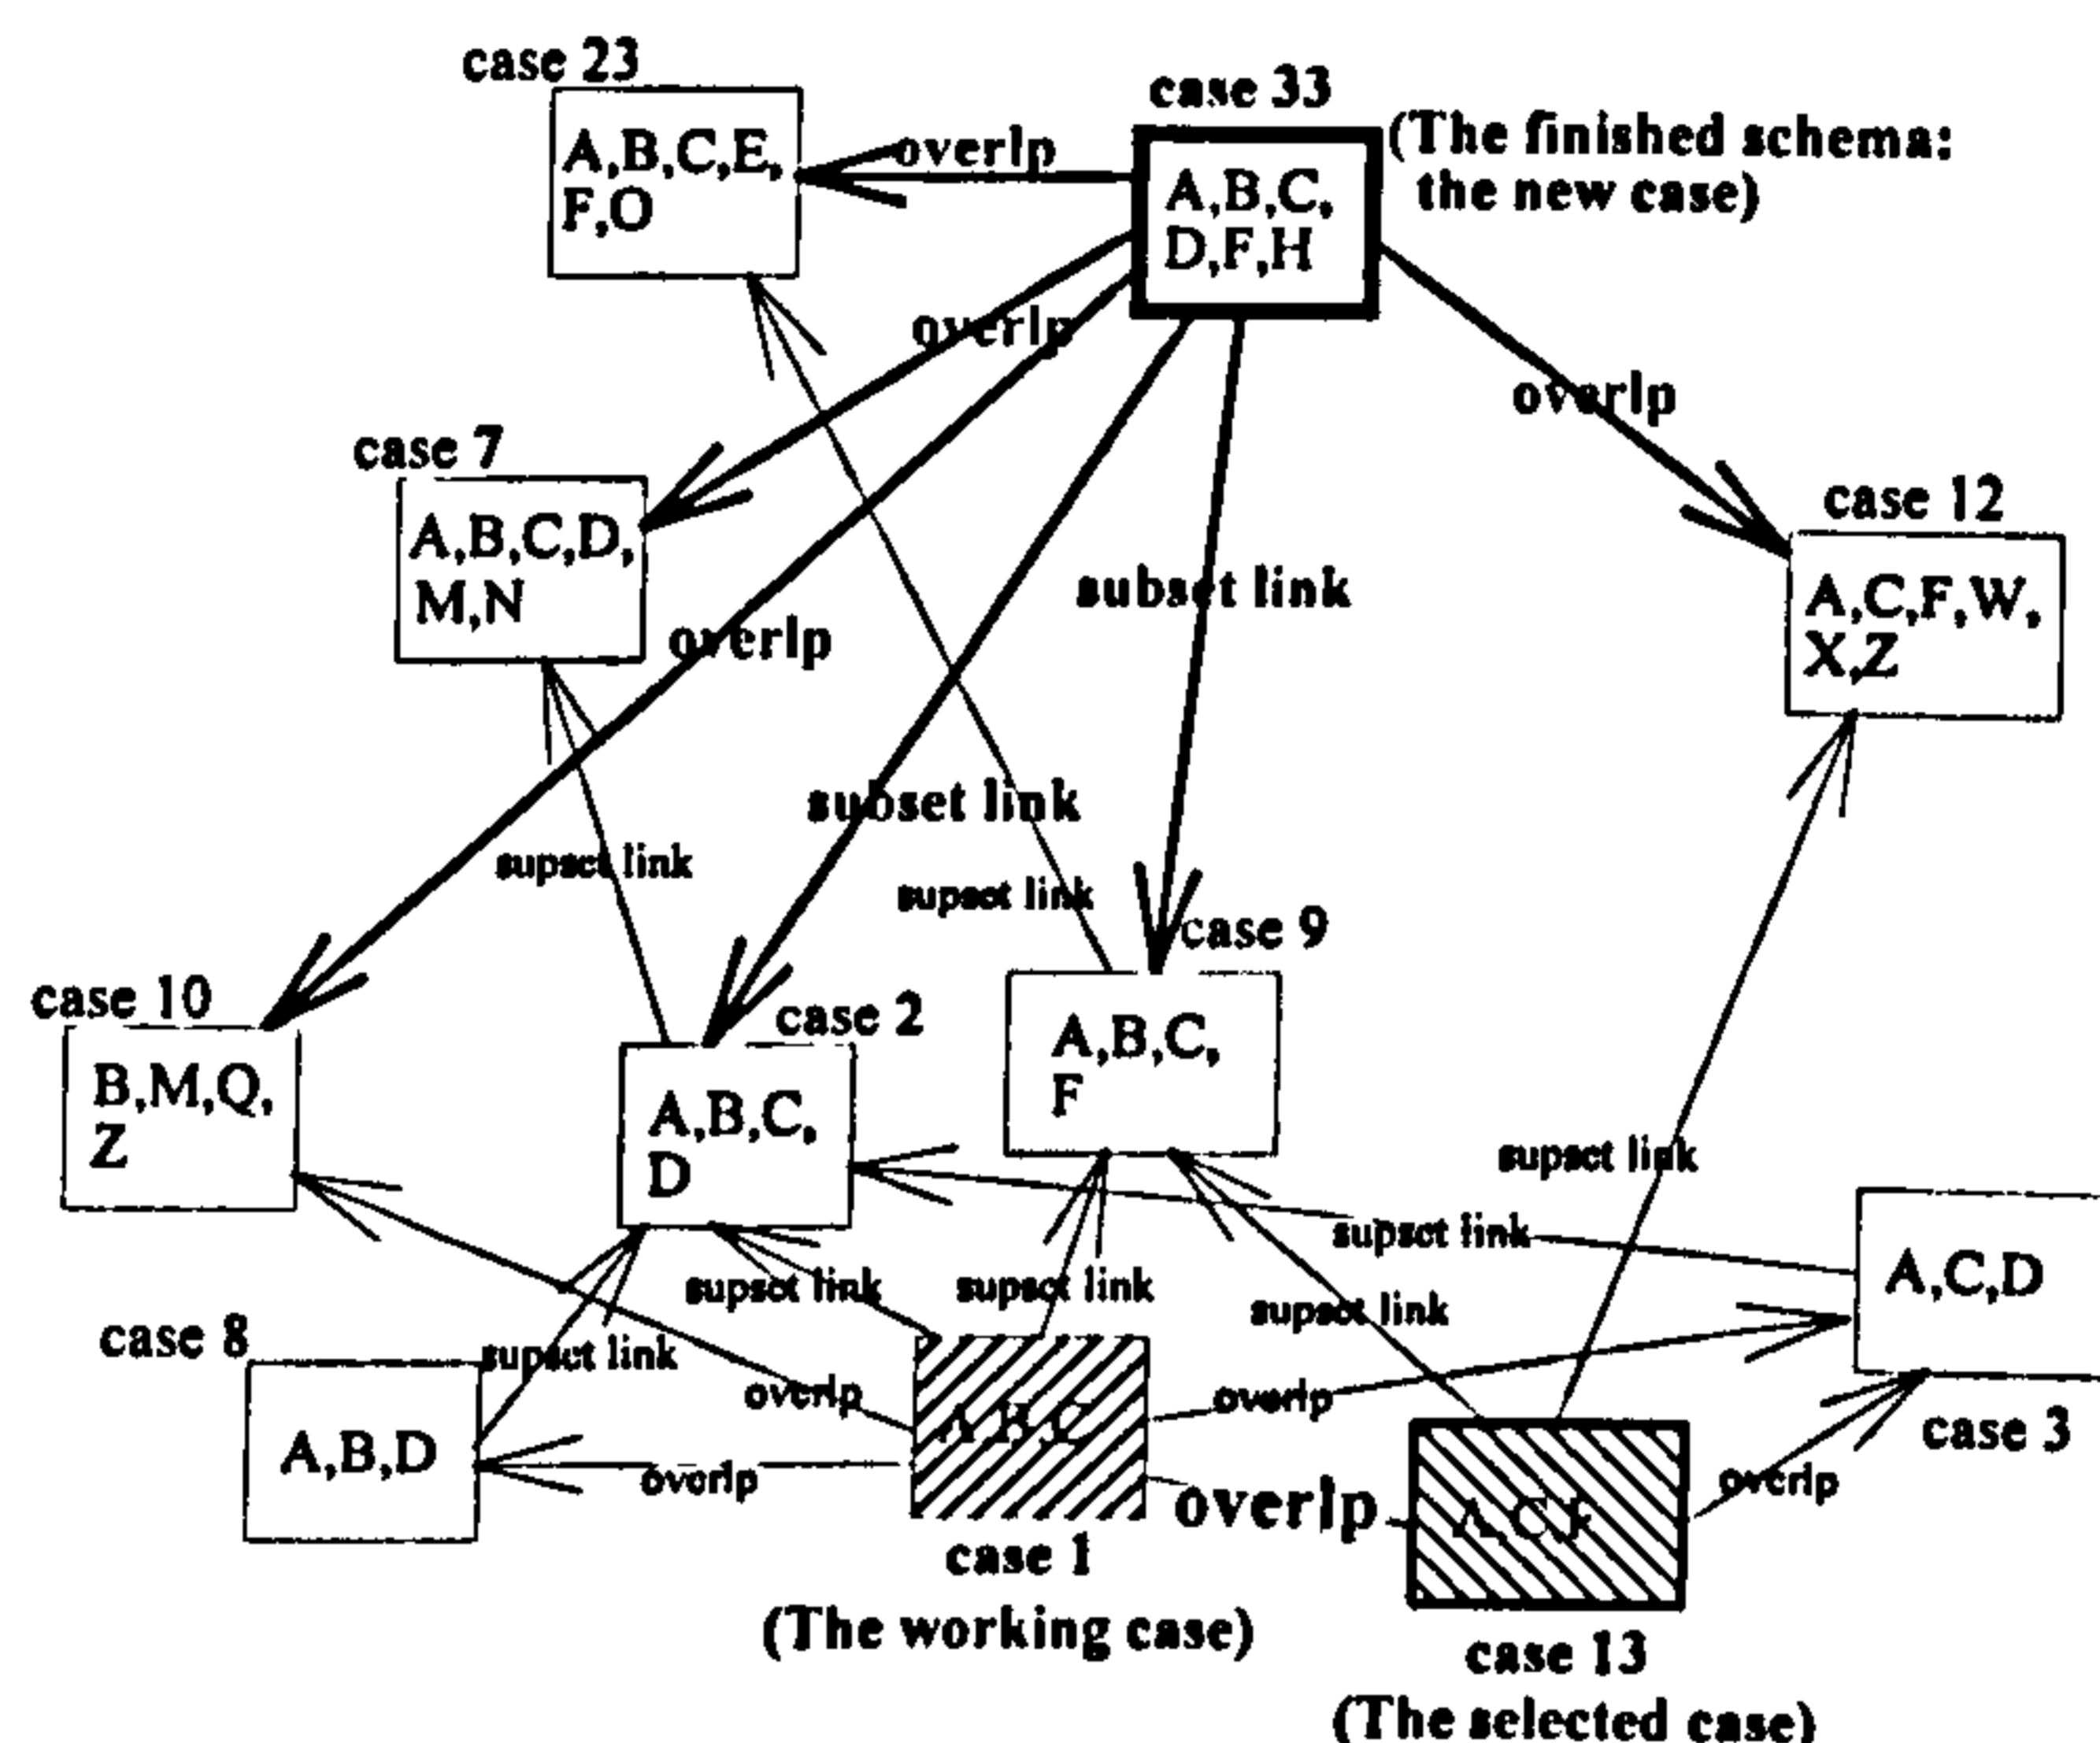 case 23
A,B,C,E,
F,O
case 33
A,B,C,
D,F,H
(The finished schema:
the new case)
overlp
overlp
overlp
overlp
case 7
A,B,C,D,
M,N
case 12
A,C,F,W,
X,Z
subset link
subset link
supset link
supset link
case 10
B,M,Q,
Z
case 2
A,B,C,
D
case 9
A,B,C,
F
supset link
supset link
supset link
supset link
supset link
supset link
A,C,D
case 3
case 8
A,B,D
overlp
overlp
overlp
overlp
overlp
A,B,C
case 1
(The working case)
A,C,F
case 13
(The selected case)